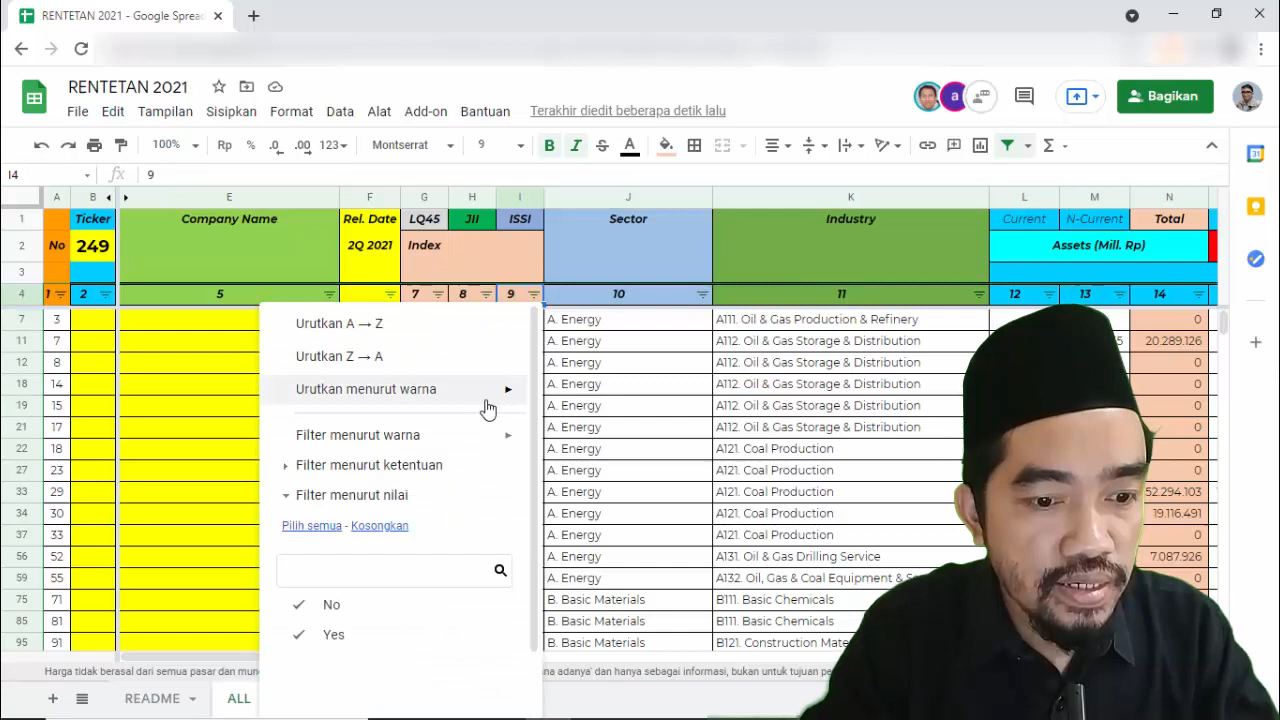 RENTETAN 2021 - Google Spread
RENTETAN 2021
File Edit Tampilan Sisipkan Format Data Alat Add-on Bantuan Terakhir diedit beberapa detik lalu
a
Bagikan
100% Rp % .0 .00 123 Montserrat 9 B I S A Σ
I4 fx 9
A B E F G H I J K L M N
1 Ticker Company Name Rel. Date LQ45 JII ISSI Sector Industry Current N-Current Total
2 No 249 2Q 2021 Index Assets (Mill. Rp)
3
4 1 2 5 7 8 9 10 11 12 13 14
7 3 A. Energy A111. Oil & Gas Production & Refinery 0
11 7 A. Energy A112. Oil & Gas Storage & Distribution 20.289.126
12 8 A. Energy A112. Oil & Gas Storage & Distribution 0
18 14 A. Energy A112. Oil & Gas Storage & Distribution 0
19 15 A. Energy A112. Oil & Gas Storage & Distribution 0
21 17 A. Energy A112. Oil & Gas Storage & Distribution 0
22 18 A. Energy A121. Coal Production 0
27 23 A. Energy A121. Coal Production 0
33 29 A. Energy A121. Coal Production 52.294.103
34 30 A. Energy A121. Coal Production 19.116.491
37 33 A. Energy A121. Coal Production 0
56 52 A. Energy A131. Oil & Gas Drilling Service 7.087.926
59 55 A. Energy A132. Oil, Gas & Coal Equipment & 0
75 71 B. Basic Materials B111. Basic Chemicals 0
85 81 B. Basic Materials B111. Basic Chemicals 0
95 91 B. Basic Materials B121. Construction 0
Urutkan A → Z
Urutkan Z → A
Urutkan menurut warna
Filter menurut warna
Filter menurut ketentuan
Filter menurut nilai
Pilih semua - Kosongkan
No
Yes
Harga tidak berasal dari semua pasar dan adanya' dan hanya sebagai informasi, bukan untuk tujuan
README ALL